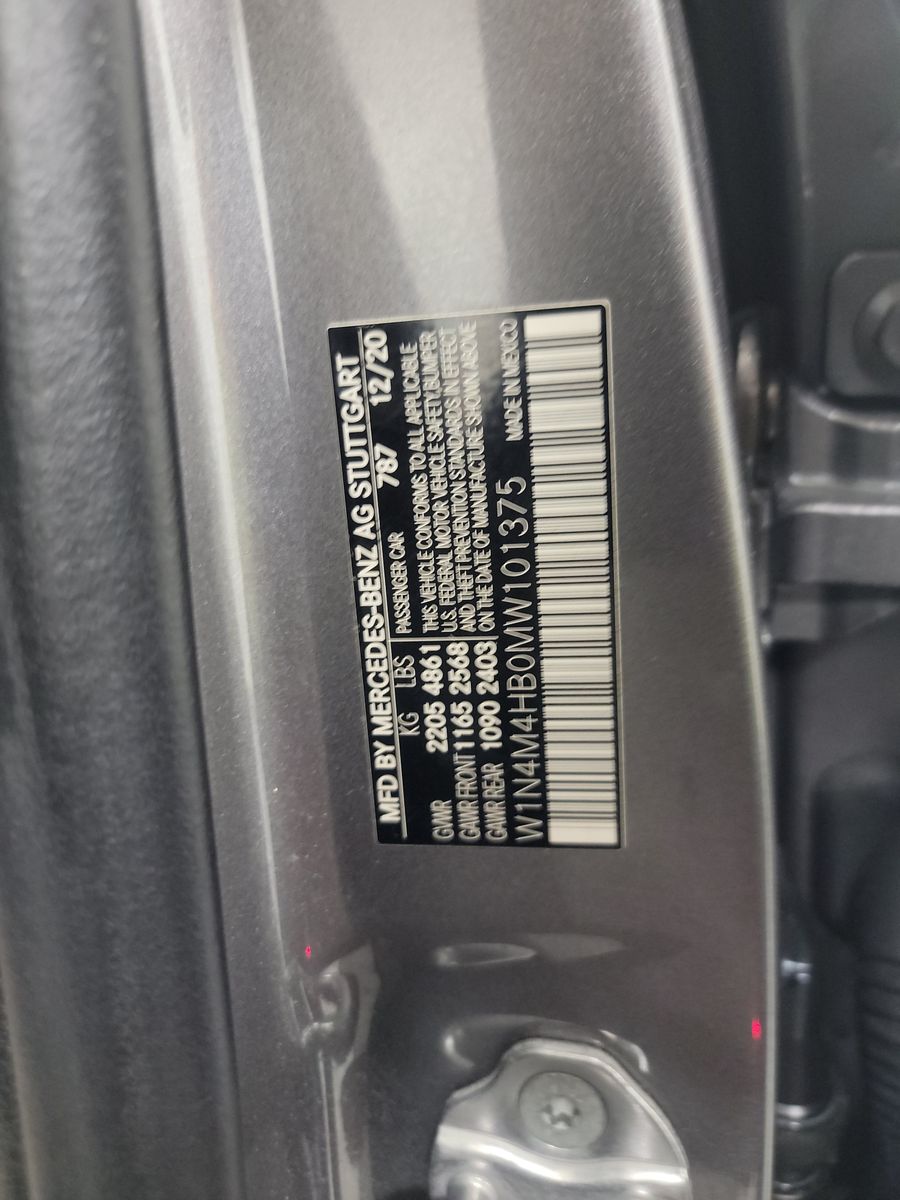 MFD BY MERCEDES-BENZ AG STUTTGART
KG LBS 787 12/20
GVWR 2205 4861
GAWR FRONT 1165 2568
GAWR REAR 1090 2403
PASSENGER CAR
THIS VEHICLE CONFORMS TO ALL APPLICABLE
U.S. FEDERAL MOTOR VEHICLE SAFETY BUMPER
AND THEFT PREVENTION STANDARDS IN EFFECT
ON THE DATE OF MANUFACTURE SHOWN ABOVE
W1N4M4HB0MW101375 MADE IN MEXICO